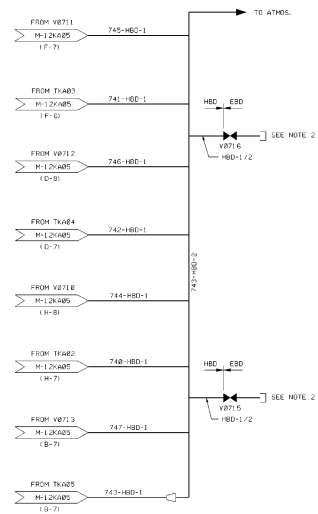 TO ATMOS.
FROM V0711
745-HBD-1
M-12KA05
(F-7)
FROM TKA03
741-HBD-1
M-12KA05
(F-6)
HBD EBD
SEE NOTE 2
V0716
HBD-1/2
FROM V0712
746-HBD-1
M-12KA05
(D-8)
FROM TKA04
742-HBD-1
M-12KA05
(D-7)
743-HBD-2
FROM V0710
744-HBD-1
M-12KA05
(H-8)
FROM TKA02
740-HBD-1
M-12KA05
(H-7)
HBD EBD
SEE NOTE 2
V0715
HBD-1/2
FROM V0713
747-HBD-1
M-12KA05
(B-7)
FROM TKA05
743-HBD-1
M-12KA05
(B-7)